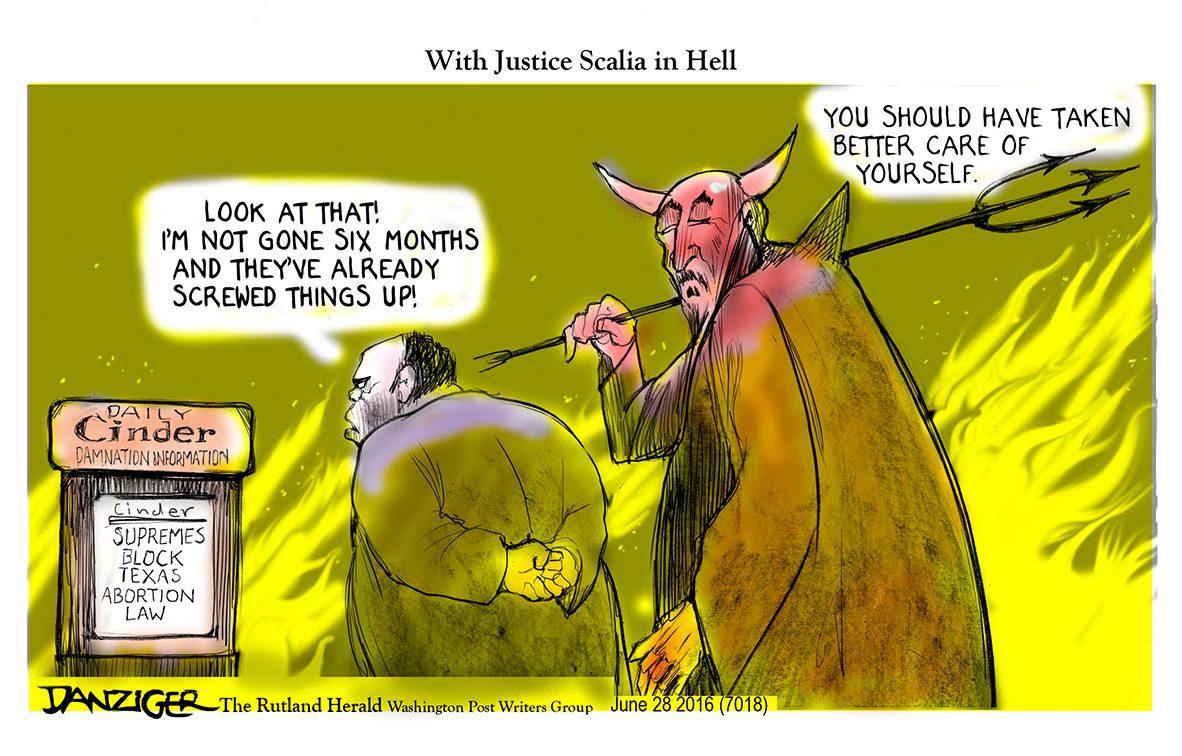 With Justice Scalia in Hell
YOU SHOULD HAVE TAKEN
BETTER CARE OF
YOURSELF.
LOOK AT THAT!
I'M NOT GONE SIX MONTHS
AND THEY'VE ALREADY
SCREWED THINGS UP!
DAILY
Cinder
DAMNATION INFORMATION
Cinder
SUPREMES
BLOCK
TEXAS
ABORTION
LAW
DANZIGER The Rutland Herald Washington Post Writers Group June 28 2016 (7018)